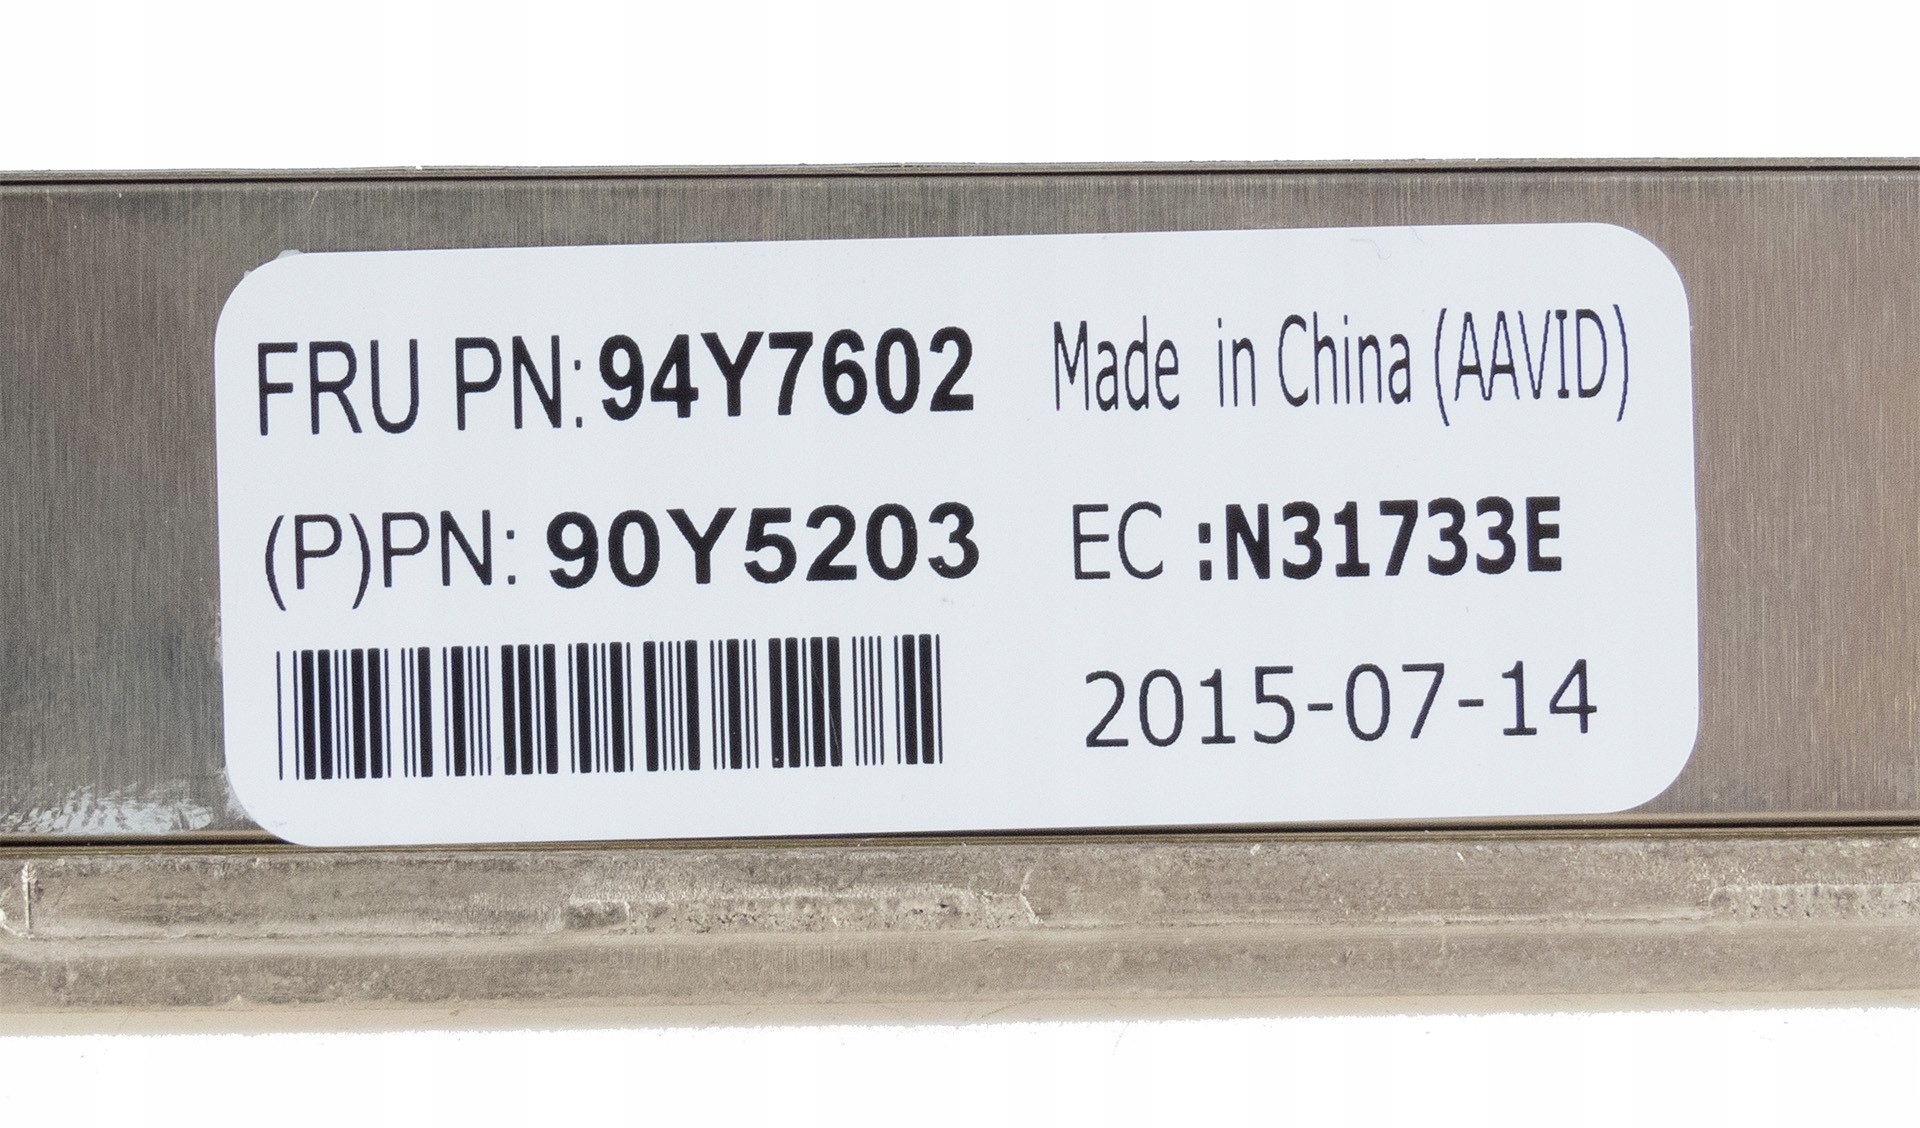 FRU PN:94Y7602 Made in China (AAVID)
(P)PN: 90Y5203 EC :N31733E
2015-07-14